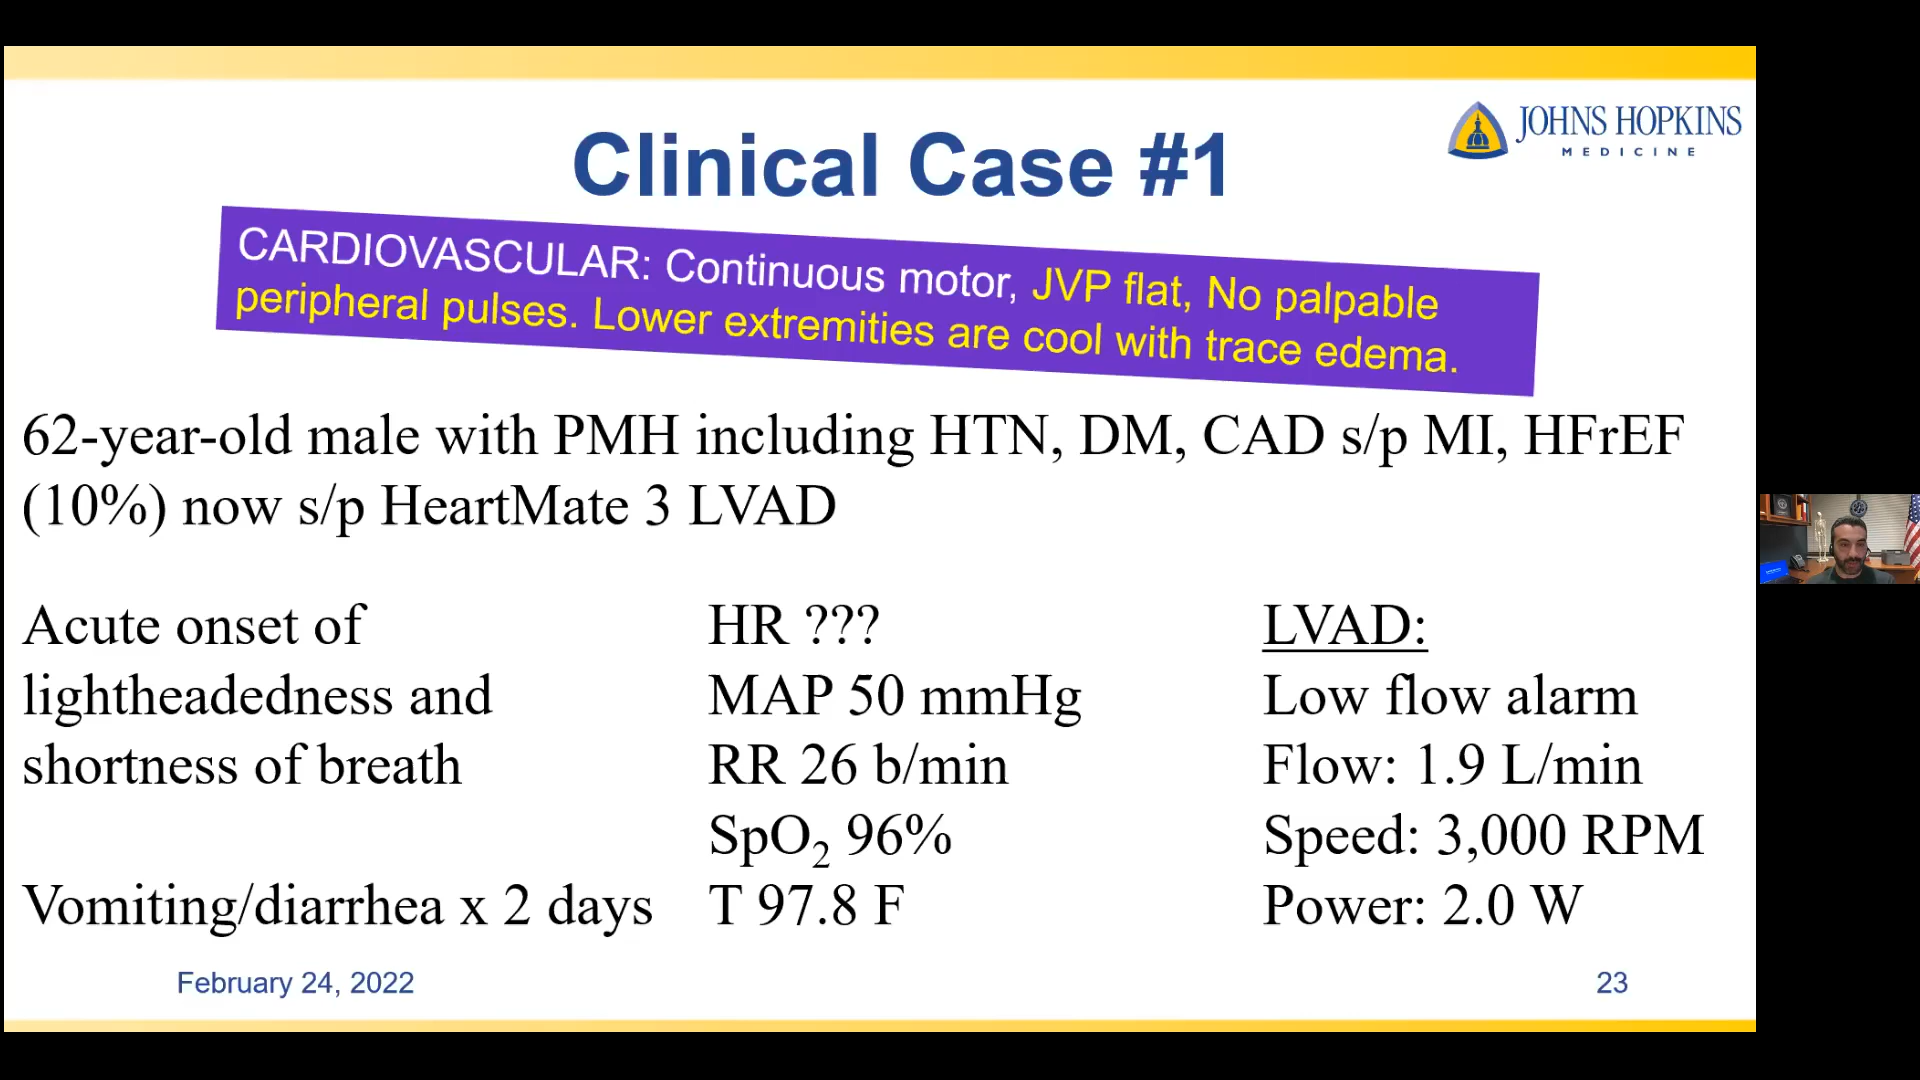 JOHNS HOPKINS
MEDICINE
Clinical Case #1
CARDIOVASCULAR: Continuous motor, JVP flat, No palpable
peripheral pulses. Lower extremities are cool with trace edema.
62-year-old male with PMH including HTN, DM, CAD s/p MI, HFrEF
(10%) now s/p HeartMate 3 LVAD
Acute onset of
lightheadedness and
shortness of breath
Vomiting/diarrhea x 2 days
HR ???
MAP 50 mmHg
RR 26 b/min
SpO₂ 96%
T 97.8 F
LVAD:
Low flow alarm
Flow: 1.9 L/min
Speed: 3,000 RPM
Power: 2.0 W
February 24, 2022
23